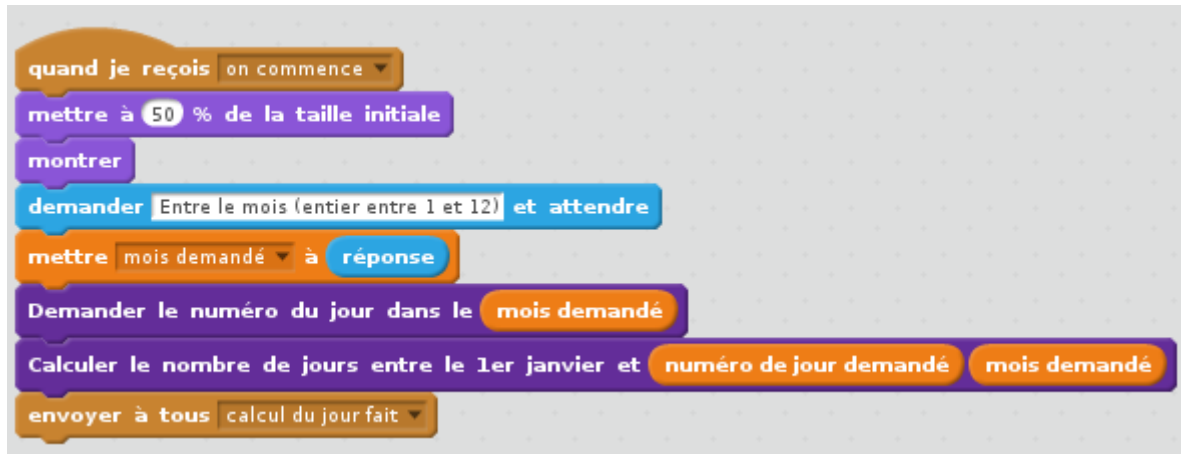 quand je reçois on commence
mettre à 50 % de la taille initiale
montrer
demander Entre le mois (entier entre 1 et 12) et attendre
mettre mois demandé à réponse
Demander le numéro du jour dans le mois demandé
Calculer le nombre de jours entre le 1er janvier et numéro de jour demandé mois demandé
envoyer à tous calcul du jour fait